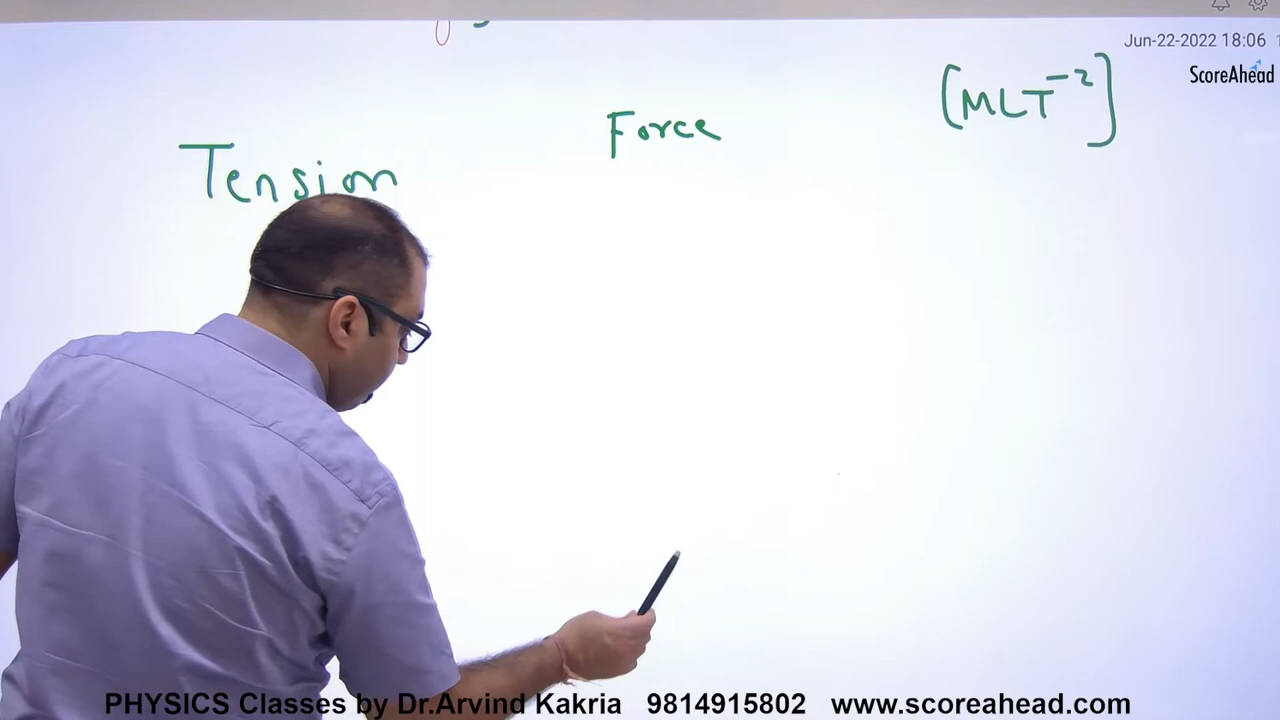 Jun-22-2022 18:06
ScoreAhead
[MLT⁻²]
Force
Tension
PHYSICS Classes by Dr.Arvind Kakria 9814915802 www.scoreahead.com